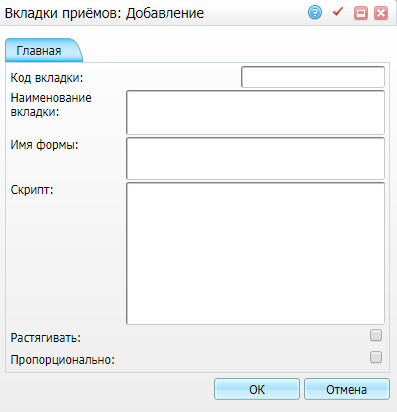 Вкладки приёмов: Добавление
Главная
Код вкладки:
Наименование
вкладки:
Имя формы:
Скрипт:
Растягивать:
Пропорционально:
ОК
Отмена